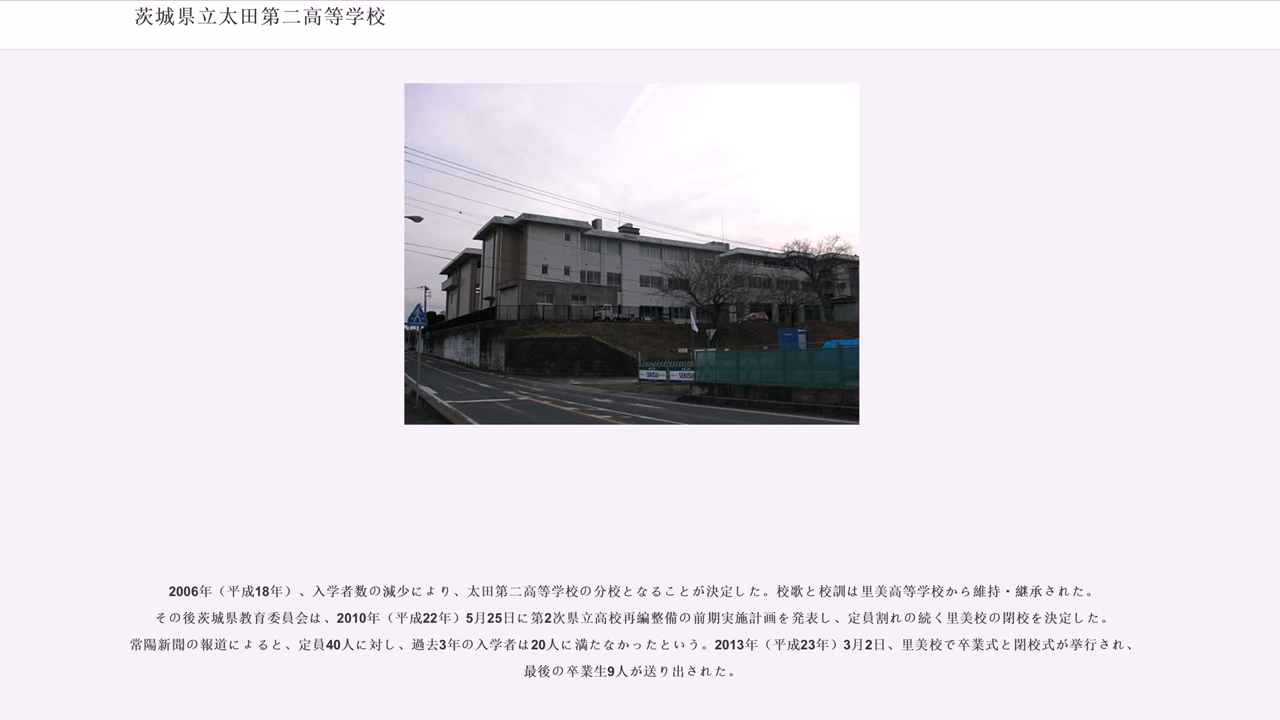 茨城県立太田第二高等学校
2006年（平成18年）、入学者数の減少により、太田第二高等学校の分校となることが決定した。校歌と校訓は里美高等学校から維持・継承された。
その後茨城県教育委員会は、2010年（平成22年）5月25日に第2次県立高校再編整備の前期実施計画を発表し、定員割れの続く里美校の閉校を決定した。
常陽新聞の報道によると、定員40人に対し、過去3年の入学者は20人に満たなかったという。2013年（平成23年）3月2日、里美校で卒業式と閉校式が挙行され、
最後の卒業生9人が送り出された。